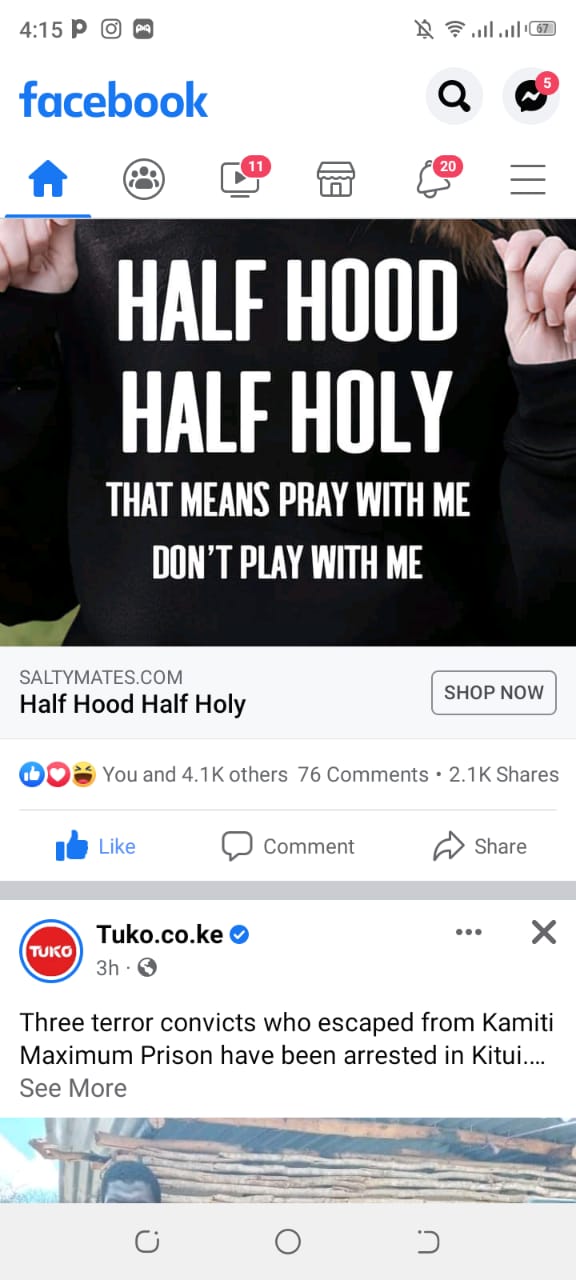 4:15
67
facebook
5
11
20
HALF HOOD
HALF HOLY
THAT MEANS PRAY WITH ME
DON'T PLAY WITH ME
SALTYMATES.COM
Half Hood Half Holy
SHOP NOW
You and 4.1K others 76 Comments • 2.1K Shares
Like Comment Share
TUKO
Tuko.co.ke
3h ·
Three terror convicts who escaped from Kamiti
Maximum Prison have been arrested in Kitui....
See More